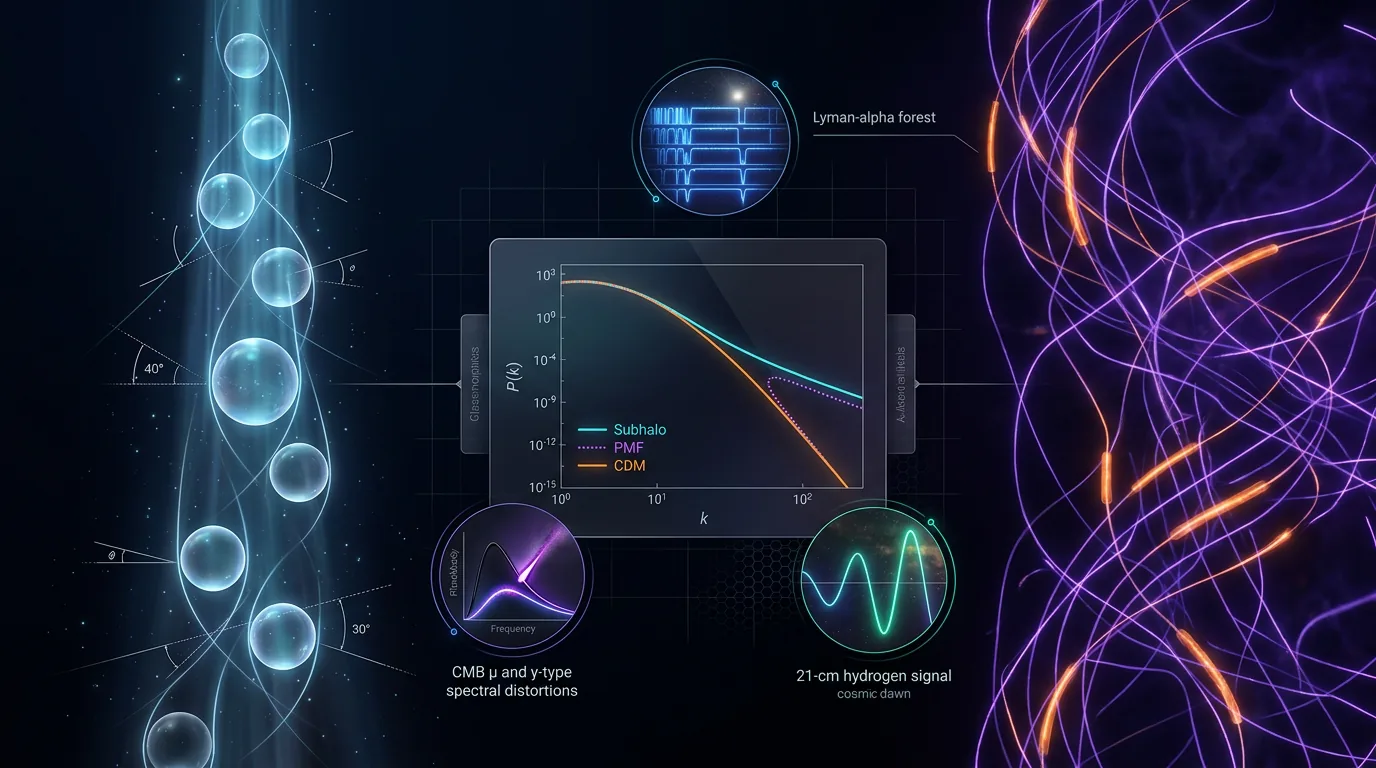 Lyman-alpha forest
10³
10⁰
10⁻⁴
10⁻⁹
10⁻¹²
10⁻¹⁵
P(k)
Subhalo
PMF
CDM
10⁰
10¹
10²
k
40°
θ
30°
Frequency
CMB μ and y-type
spectral distortions
21-cm hydrogen signal
cosmic dawn